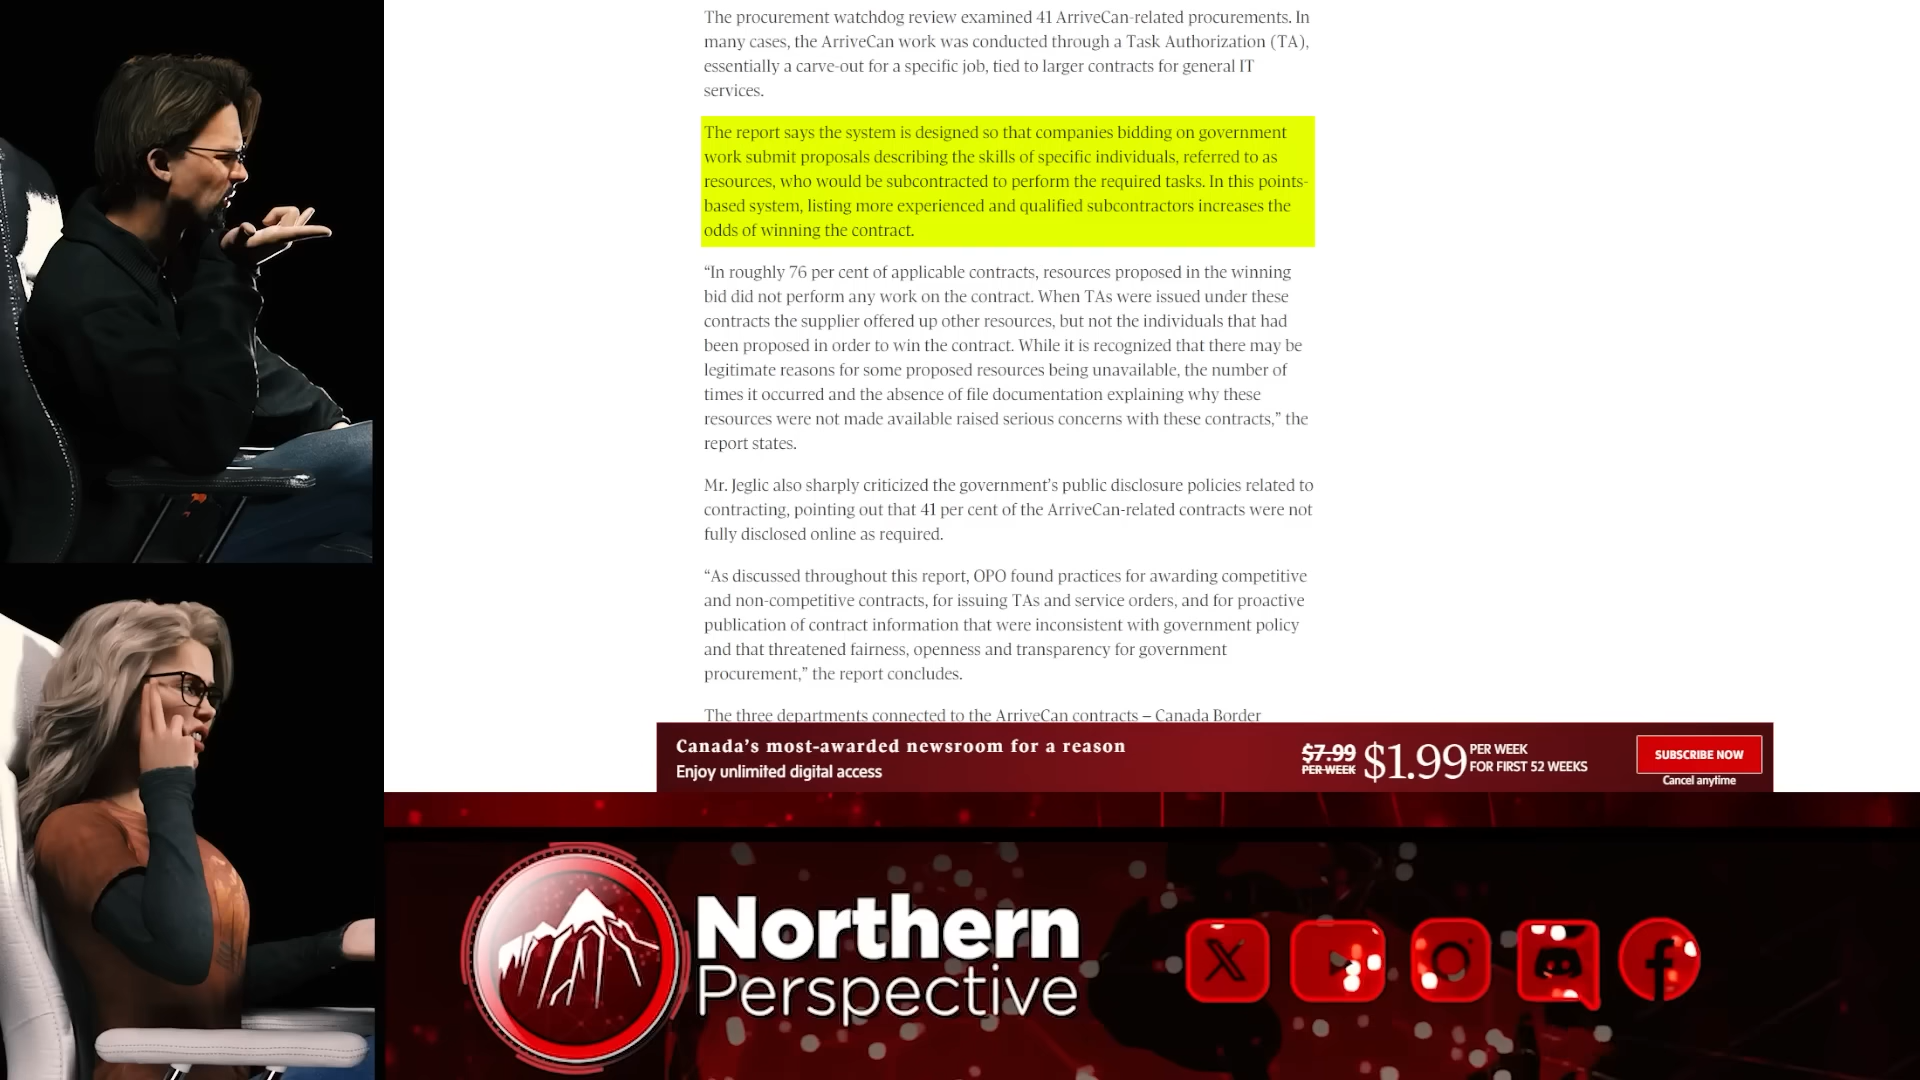 The procurement watchdog review examined 41 ArriveCan-related procurements. In
many cases, the ArriveCan work was conducted through a Task Authorization (TA),
essentially a carve-out for a specific job, tied to larger contracts for general IT
services.
The report says the system is designed so that companies bidding on government
work submit proposals describing the skills of specific individuals, referred to as
resources, who would be subcontracted to perform the required tasks. In this points-
based system, listing more experienced and qualified subcontractors increases the
odds of winning the contract.
“In roughly 76 per cent of applicable contracts, resources proposed in the winning
bid did not perform any work on the contract. When TAs were issued under these
contracts the supplier offered up other resources, but not the individuals that had
been proposed in order to win the contract. While it is recognized that there may be
legitimate reasons for some proposed resources being unavailable, the number of
times it occurred and the absence of file documentation explaining why these
resources were not made available raised serious concerns with these contracts,” the
report states.
Mr. Jeglic also sharply criticized the government’s public disclosure policies related to
contracting, pointing out that 41 per cent of the ArriveCan-related contracts were not
fully disclosed online as required.
“As discussed throughout this report, OPO found practices for awarding competitive
and non-competitive contracts, for issuing TAs and service orders, and for proactive
publication of contract information that were inconsistent with government policy
and that threatened fairness, openness and transparency for government
procurement,” the report concludes.
The three departments connected to the ArriveCan contracts – Canada Border
Canada’s most-awarded newsroom for a reason
Enjoy unlimited digital access
$7.99
PER WEEK
$1.99
PER WEEK
FOR FIRST 52 WEEKS
SUBSCRIBE NOW
Cancel anytime
Northern
Perspective